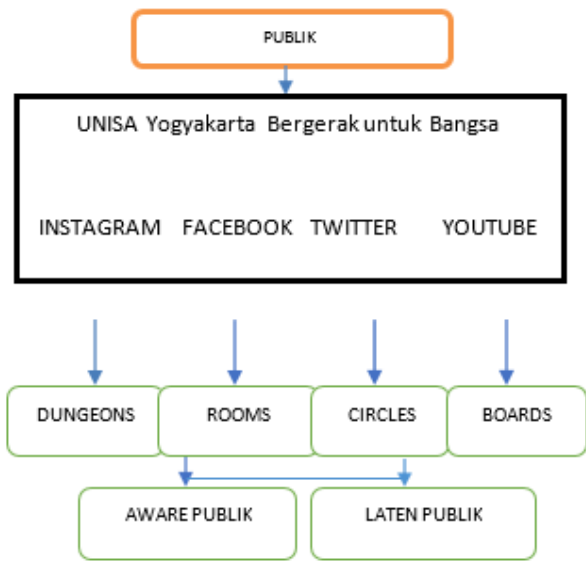 PUBLIK
UNISA Yogyakarta Bergerak untuk Bangsa
INSTAGRAM FACEBOOK TWITTER YOUTUBE
DUNGEONS ROOMS CIRCLES BOARDS
AWARE PUBLIK LATEN PUBLIK